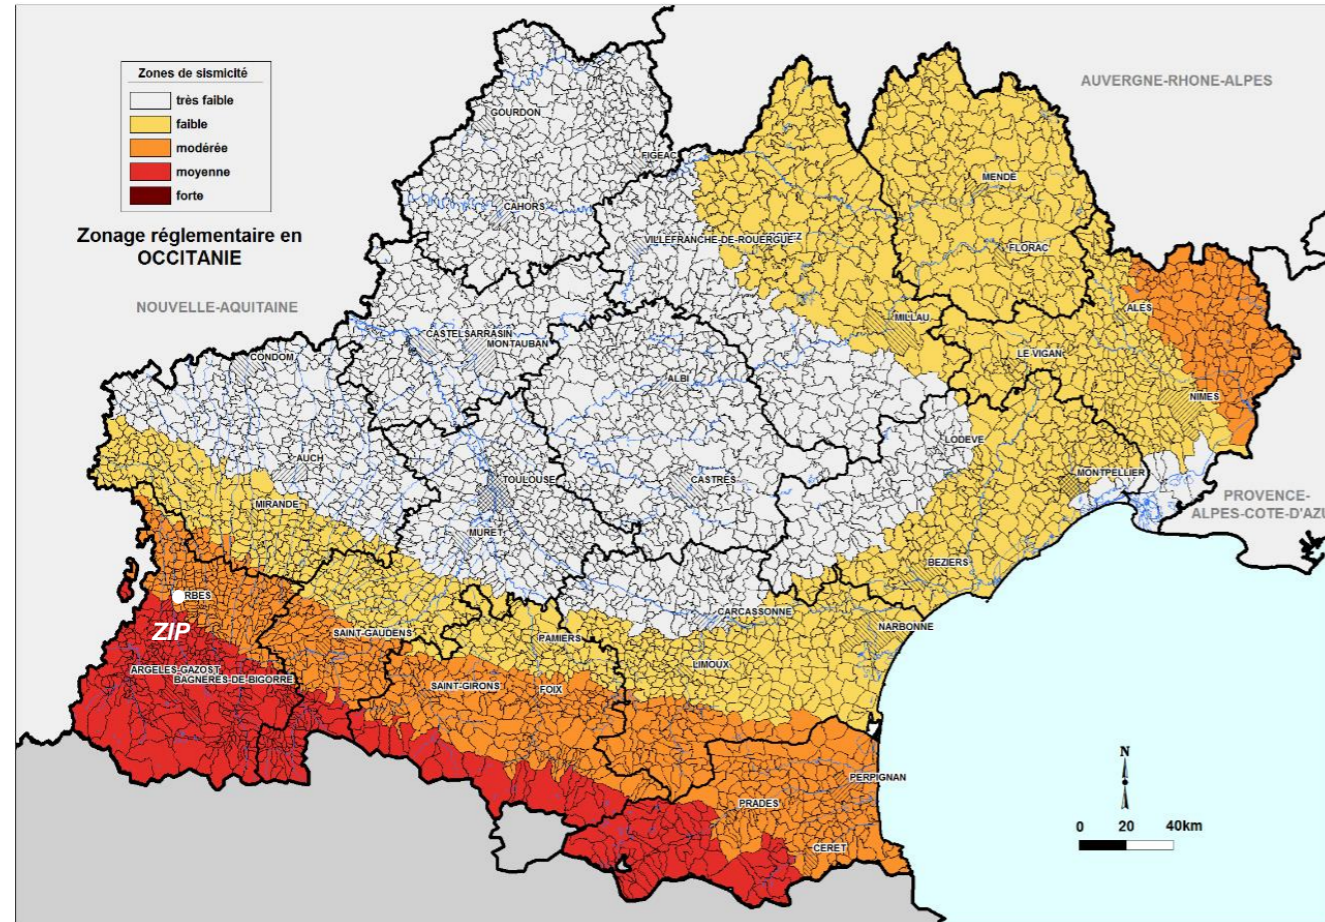 Zones de sismicité
très faible
faible
modérée
moyenne
forte
Zonage réglementaire en
OCCITANIE
AUVERGNE-RHONE-ALPES
NOUVELLE-AQUITAINE
PROVENCE-
ALPES-COTE-D'AZU
GOURDON
FIGEAC
CAHORS
MENDE
VILLEFRANCHE-DE-ROUERGUE
FLORAC
MILLAU
ALES
CASTELSARRASIN
MONTAUBAN
CONDOM
LE VIGAN
ALBI
NIMES
LODEVE
AUCH
TOULOUSE
CASTRES
MONTPELLIER
MIRANDE
MURET
BEZIERS
RBES
ZIP
CARCASSONNE
NARBONNE
SAINT-GAUDENS
PAMIERS
LIMOUX
ARGELES-GAZOST
BAGNERES-DE-BIGORRE
SAINT-GIRONS
FOIX
PERPIGNAN
PRADES
CERET
N
0 20 40km